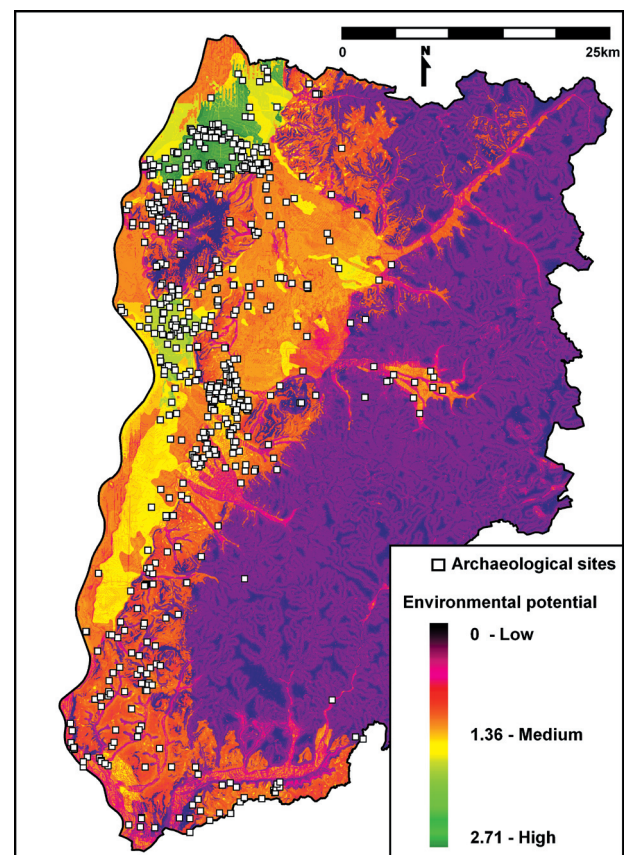 0 25km
N
Archaeological sites
Environmental potential
0 - Low
1.36 - Medium
2.71 - High